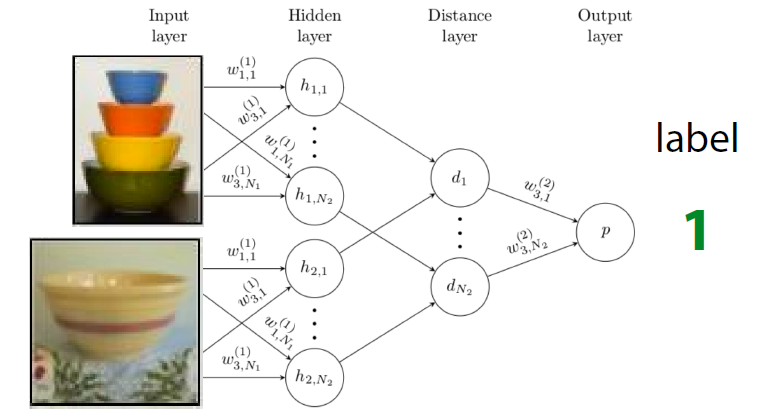 Input layer
Hidden layer
Distance layer
Output layer
w_{1,1}^{(1)}
w_{3,1}^{(1)}
w_{1,N_1}^{(1)}
w_{3,N_1}^{(1)}
h_{1,1}
h_{1,N_2}
w_{1,1}^{(1)}
w_{3,1}^{(1)}
w_{1,N_1}^{(1)}
w_{3,N_1}^{(1)}
h_{2,1}
h_{2,N_2}
d_1
d_{N_2}
w_{3,1}^{(2)}
w_{3,N_2}^{(2)}
p
label
1